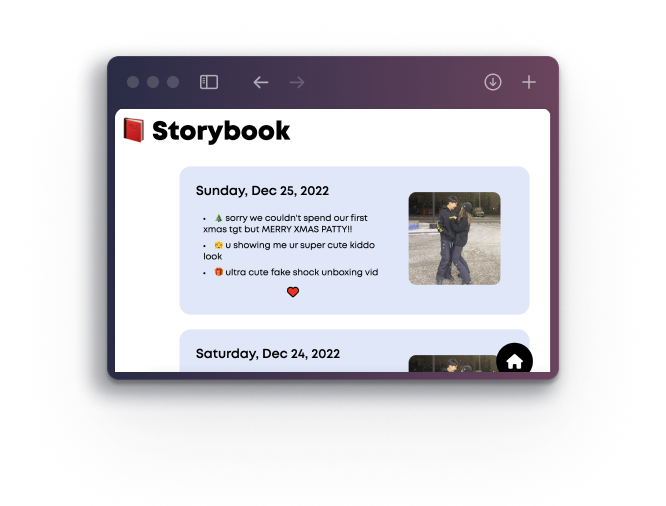 📕 Storybook
Sunday, Dec 25, 2022
• 🎄 sorry we couldn't spend our first
xmas tgt but MERRY XMAS PATTY!!
• 😚 u showing me ur super cute kiddo
look
• 🎁 ultra cute fake shock unboxing vid
Saturday, Dec 24, 2022